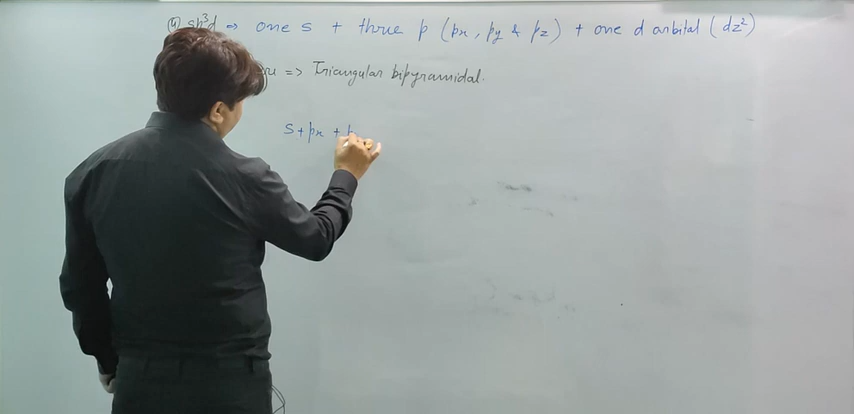 (4) sp³d ⇒ one s + three p (px, py & pz) + one d orbital (dz²)
⇒ Triangular bipyramidal.
s + px + p